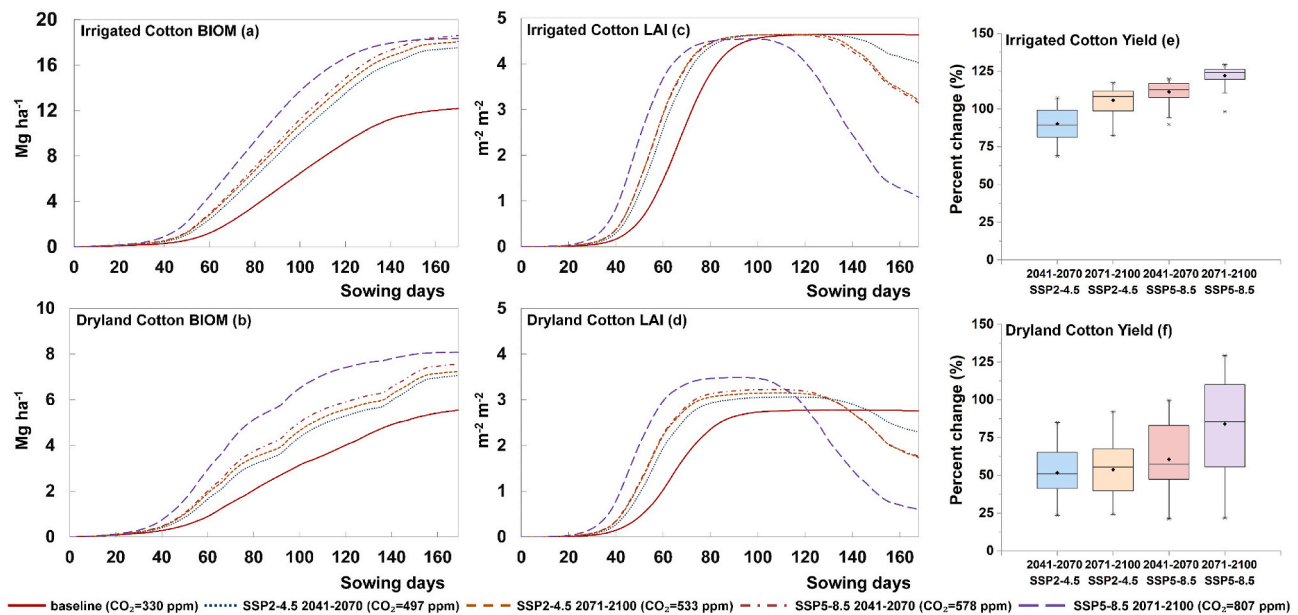 Irrigated Cotton BIOM (a)
Mg ha⁻¹
20
16
12
8
4
0
0 20 40 60 80 100 120 140 160
Sowing days
Irrigated Cotton LAI (c)
m⁻² m⁻²
5
4
3
2
1
0
0 20 40 60 80 100 120 140 160
Sowing days
Irrigated Cotton Yield (e)
Percent change (%)
150
125
100
75
50
25
0
2041-2070 2071-2100 2041-2070 2071-2100
SSP2-4.5 SSP2-4.5 SSP5-8.5 SSP5-8.5
Dryland Cotton BIOM (b)
Mg ha⁻¹
10
8
6
4
2
0
0 20 40 60 80 100 120 140 160
Sowing days
Dryland Cotton LAI (d)
m⁻² m⁻²
5
4
3
2
1
0
0 20 40 60 80 100 120 140 160
Sowing days
Dryland Cotton Yield (f)
Percent change (%)
150
125
100
75
50
25
0
2041-2070 2071-2100 2041-2070 2071-2100
SSP2-4.5 SSP2-4.5 SSP5-8.5 SSP5-8.5
baseline (CO₂=330 ppm) SSP2-4.5 2041-2070 (CO₂=497 ppm) SSP2-4.5 2071-2100 (CO₂=533 ppm) SSP5-8.5 2041-2070 (CO₂=578 ppm) SSP5-8.5 2071-2100 (CO₂=807 ppm)